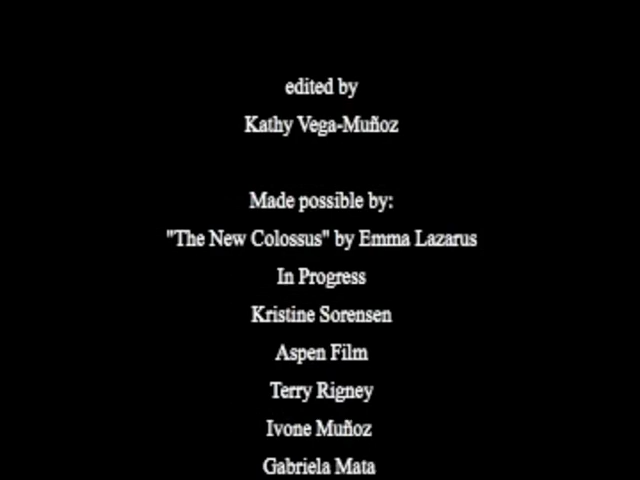 edited by
Kathy Vega-Muñoz
Made possible by:
"The New Colossus" by Emma Lazarus
In Progress
Kristine Sorensen
Aspen Film
Terry Rigney
Ivone Muñoz
Gabriela Mata